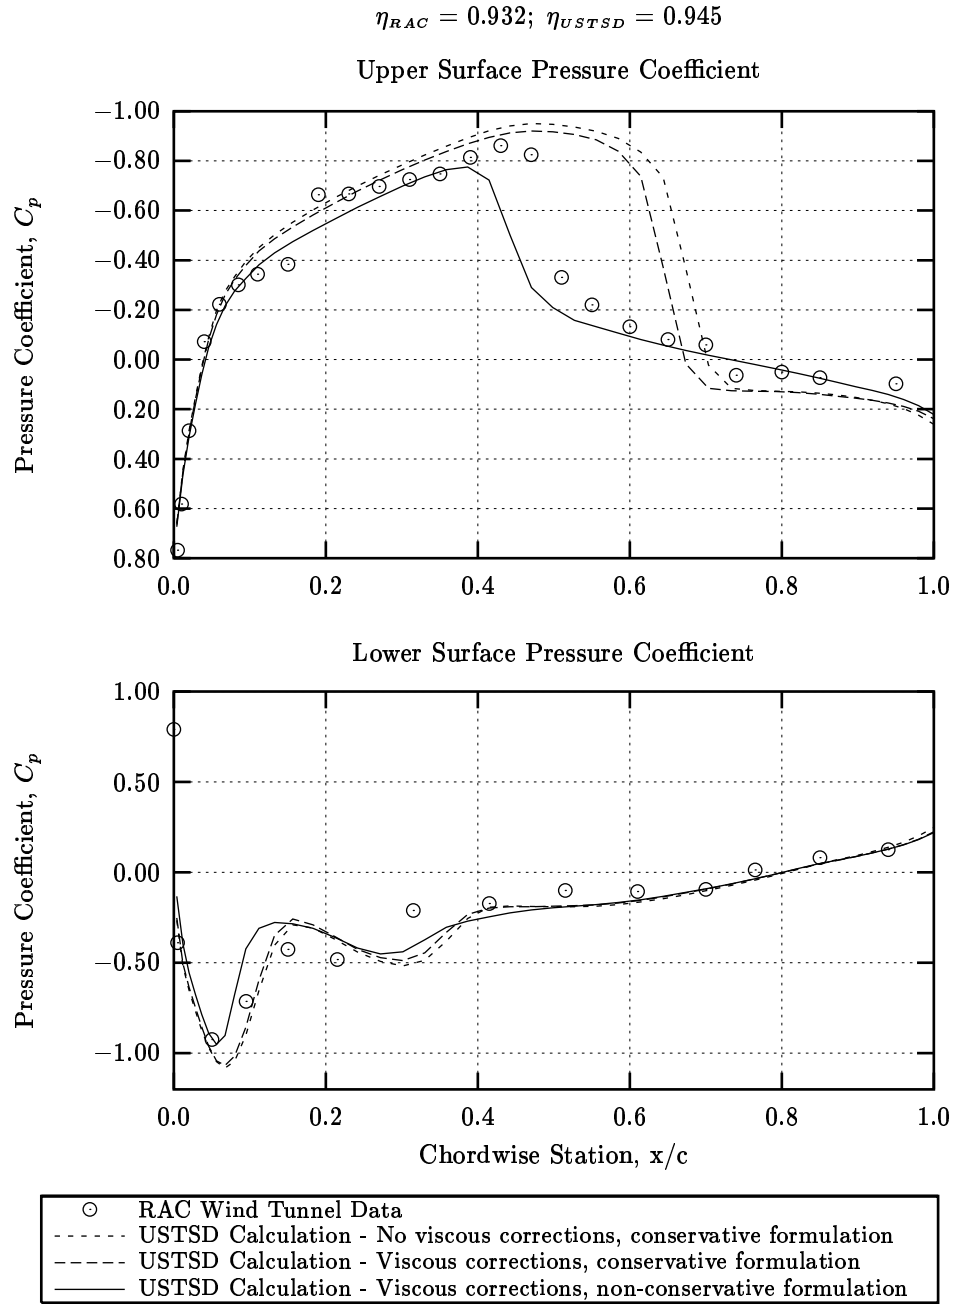 η_RAC = 0.932; η_USTSD = 0.945
Upper Surface Pressure Coefficient
Pressure Coefficient, C_p
−1.00
−0.80
−0.60
−0.40
−0.20
0.00
0.20
0.40
0.60
0.80
0.0 0.2 0.4 0.6 0.8 1.0
Lower Surface Pressure Coefficient
Pressure Coefficient, C_p
1.00
0.50
0.00
−0.50
−1.00
0.0 0.2 0.4 0.6 0.8 1.0
Chordwise Station, x/c
RAC Wind Tunnel Data
USTSD Calculation - No viscous corrections, conservative formulation
USTSD Calculation - Viscous corrections, conservative formulation
USTSD Calculation - Viscous corrections, non-conservative formulation